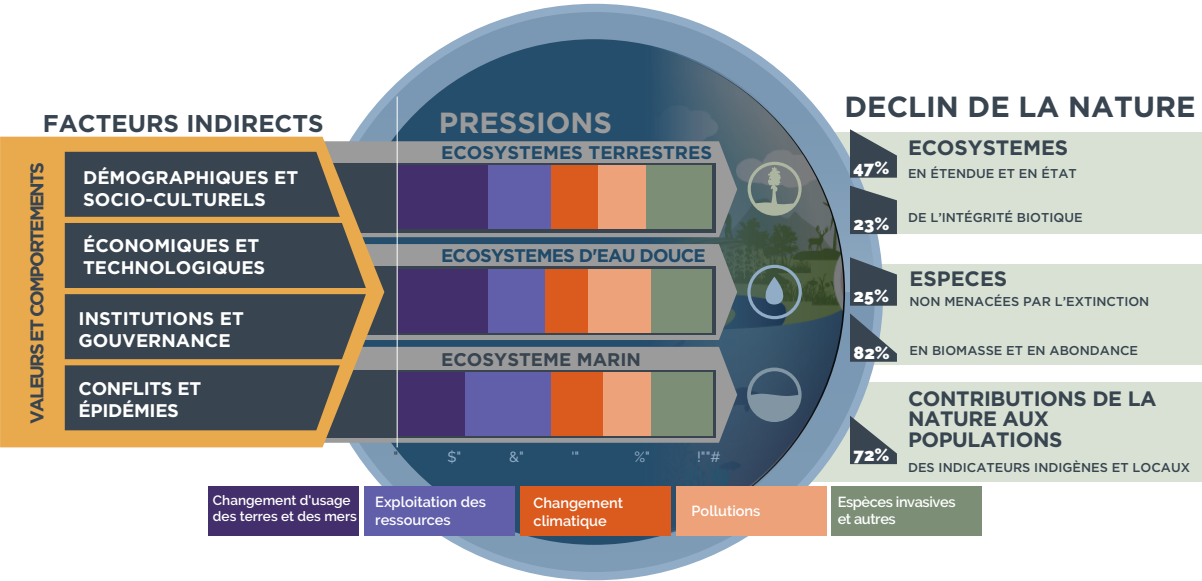 FACTEURS INDIRECTS
VALEURS ET COMPORTEMENTS
DÉMOGRAPHIQUES ET
SOCIO-CULTURELS
ÉCONOMIQUES ET
TECHNOLOGIQUES
INSTITUTIONS ET
GOUVERNANCE
CONFLITS ET
ÉPIDÉMIES
PRESSIONS
ECOSYSTEMES TERRESTRES
ECOSYSTEMES D'EAU DOUCE
ECOSYSTEME MARIN
" $" &" '" %" !"#
Changement d'usage
des terres et des mers
Exploitation des
ressources
Changement
climatique
Pollutions
Espèces invasives
et autres
DECLIN DE LA NATURE
ECOSYSTEMES
47% EN ÉTENDUE ET EN ÉTAT
23% DE L'INTÉGRITÉ BIOTIQUE
ESPECES
25% NON MENACÉES PAR L'EXTINCTION
82% EN BIOMASSE ET EN ABONDANCE
CONTRIBUTIONS DE LA
NATURE AUX
POPULATIONS
72% DES INDICATEURS INDIGÈNES ET LOCAUX